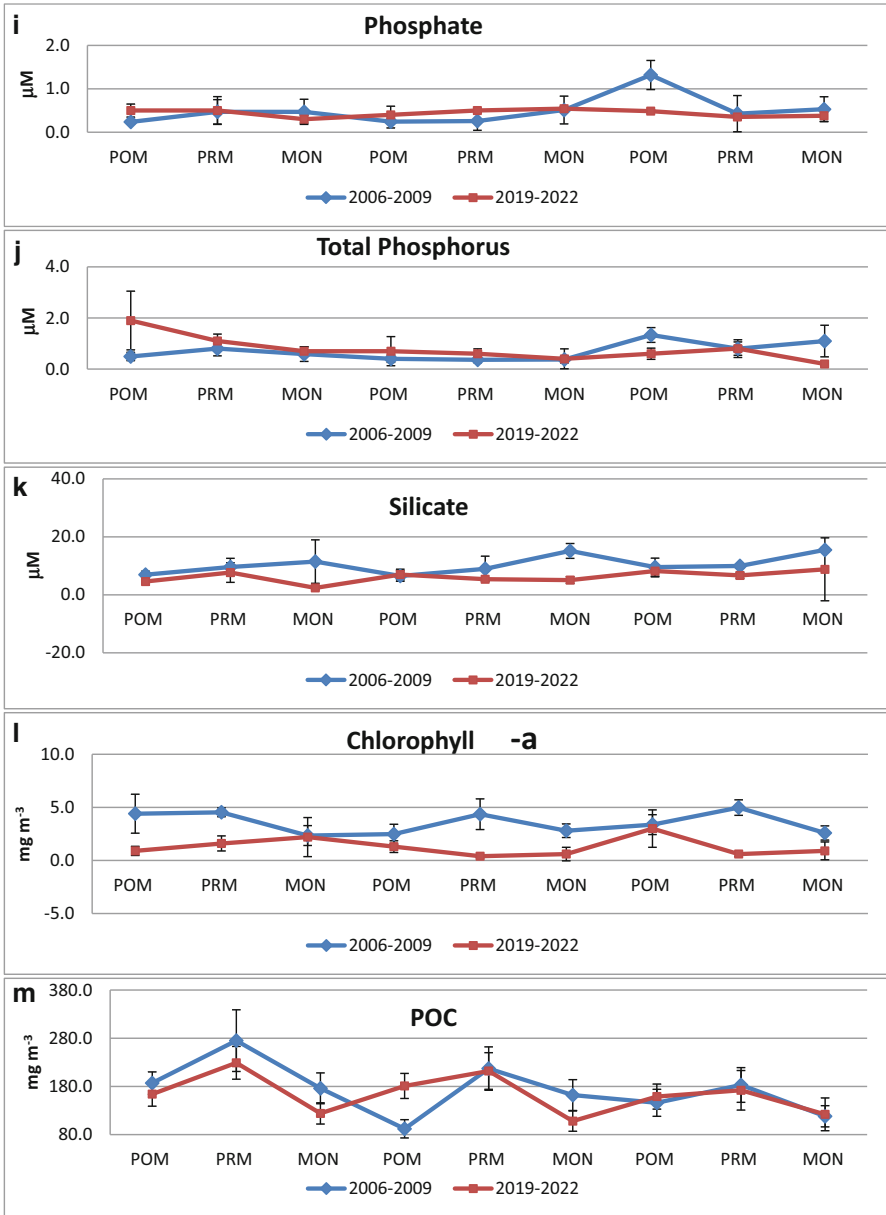 i
Phosphate
2.0
1.0
0.0
µM
POM PRM MON POM PRM MON POM PRM MON
2006-2009 2019-2022
j
Total Phosphorus
4.0
2.0
0.0
µM
POM PRM MON POM PRM MON POM PRM MON
2006-2009 2019-2022
k
Silicate
40.0
20.0
0.0
-20.0
µM
POM PRM MON POM PRM MON POM PRM MON
2006-2009 2019-2022
l
Chlorophyll -a
10.0
5.0
0.0
-5.0
mg m⁻³
POM PRM MON POM PRM MON POM PRM MON
2006-2009 2019-2022
m
POC
380.0
280.0
180.0
80.0
mg m⁻³
POM PRM MON POM PRM MON POM PRM MON
2006-2009 2019-2022